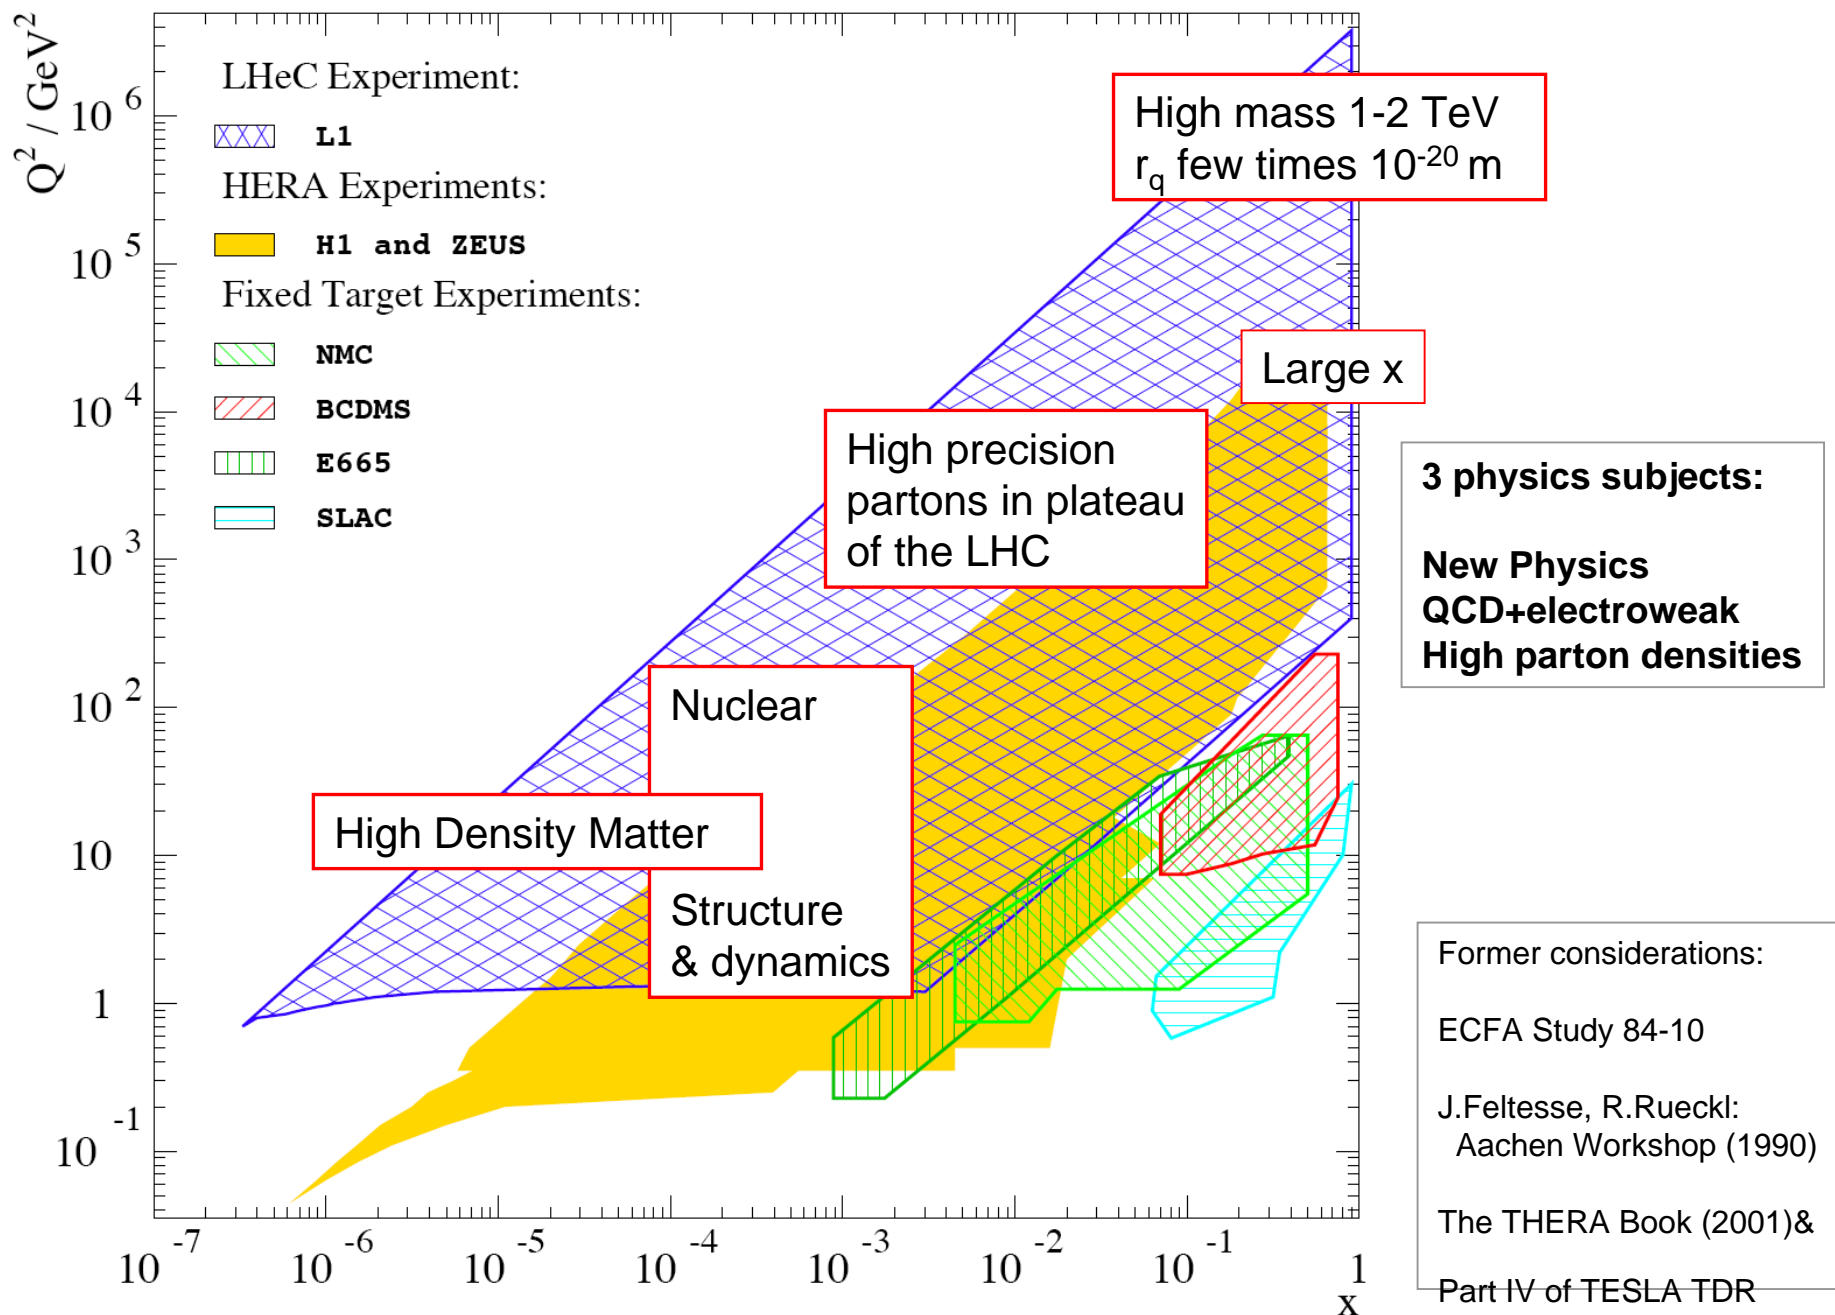 Q² / GeV²
10⁶
10⁵
10⁴
10³
10²
10
1
10⁻¹
LHeC Experiment:
L1
HERA Experiments:
H1 and ZEUS
Fixed Target Experiments:
NMC
BCDMS
E665
SLAC
High mass 1-2 TeV
r_q few times 10⁻²⁰ m
Large x
High precision
partons in plateau
of the LHC
Nuclear
High Density Matter
Structure
& dynamics
10⁻⁷ 10⁻⁶ 10⁻⁵ 10⁻⁴ 10⁻³ 10⁻² 10⁻¹ 1
x
3 physics subjects:
New Physics
QCD+electroweak
High parton densities
Former considerations:
ECFA Study 84-10
J.Feltesse, R.Rueckl:
Aachen Workshop (1990)
The THERA Book (2001)&
Part IV of TESLA TDR